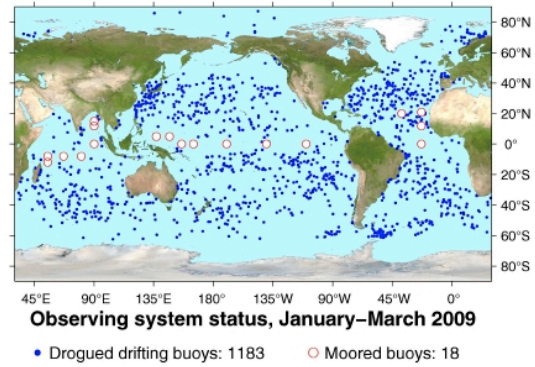 80°N
60°N
40°N
20°N
0°
20°S
40°S
60°S
80°S
45°E 90°E 135°E 180° 135°W 90°W 45°W 0°
Observing system status, January–March 2009
Drogued drifting buoys: 1183 Moored buoys: 18